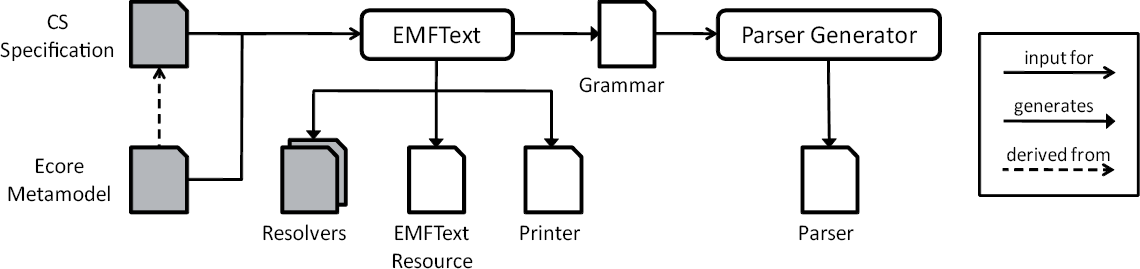 CS
Specification
EMFText
Parser Generator
Grammar
input for
generates
derived from
Ecore
Metamodel
Resolvers
EMFText
Resource
Printer
Parser